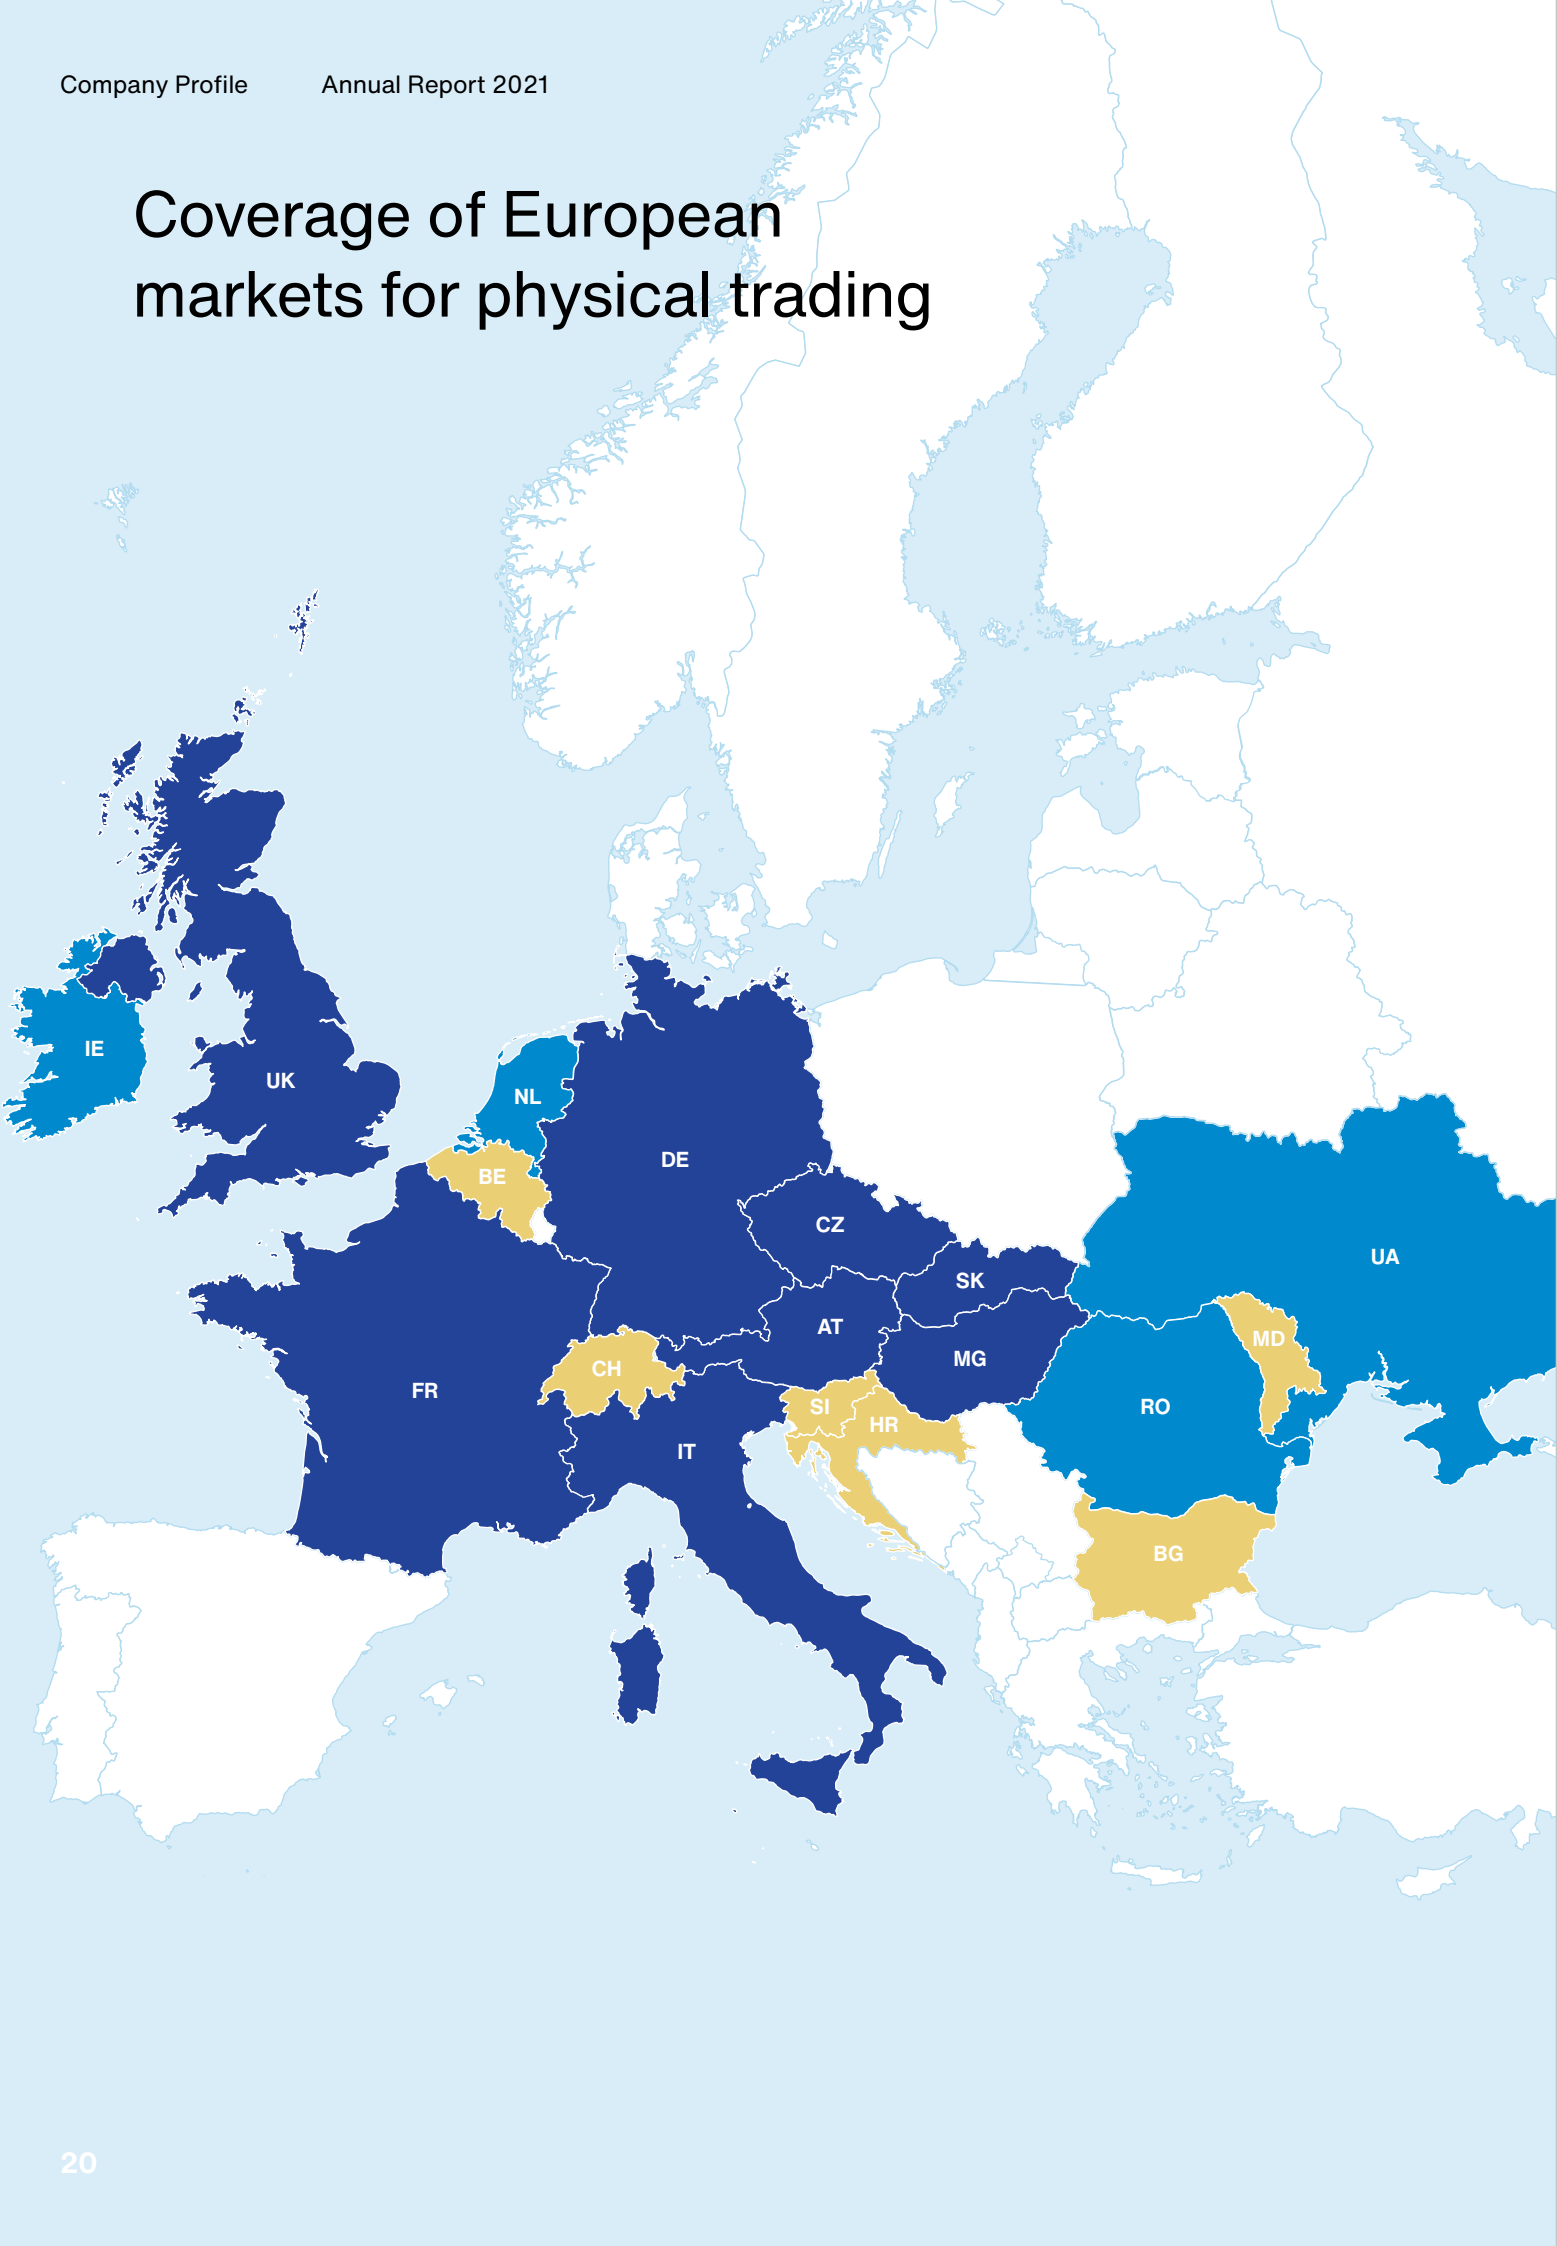 Company Profile Annual Report 2021
Coverage of European
markets for physical trading
IE
UK
NL
DE
BE
CZ
UA
SK
AT
MD
MG
CH
FR
RO
SI
HR
IT
BG
20